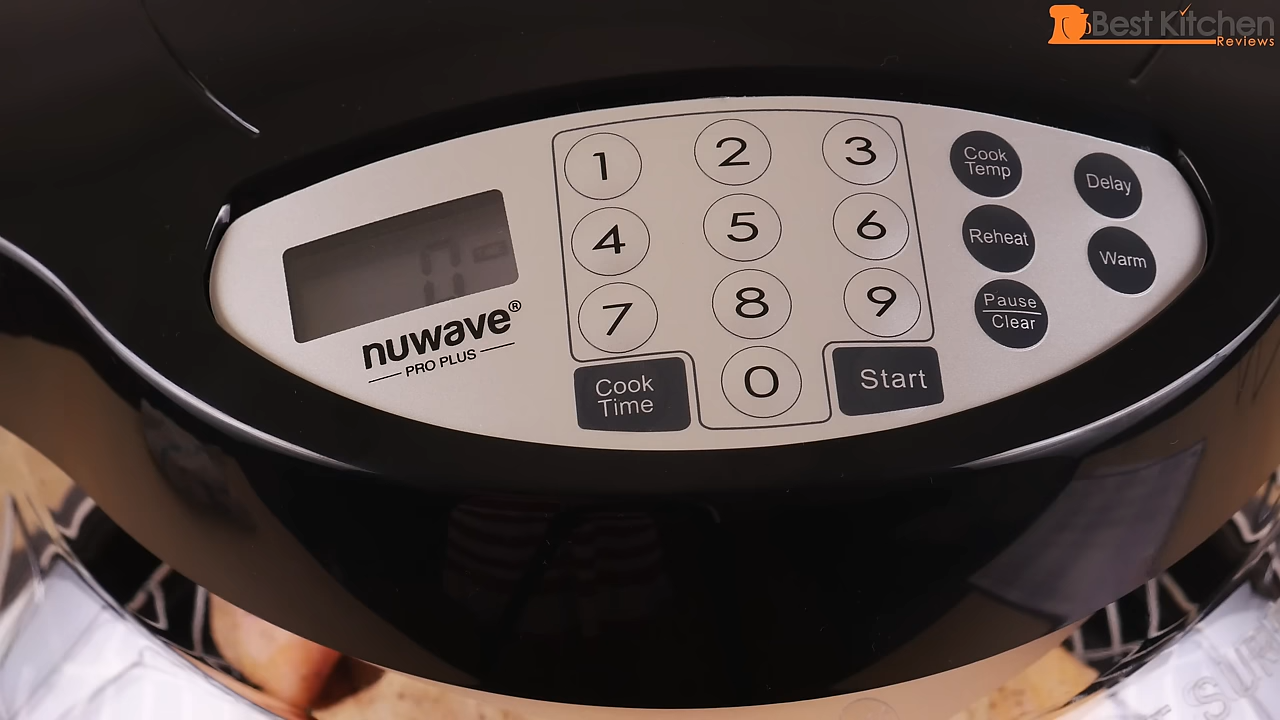 Best Kitchen
Reviews
1
2
3
4
5
6
7
8
9
0
Cook
Time
Start
Cook
Temp
Delay
Reheat
Warm
Pause
Clear
0
nuwave®
PRO PLUS